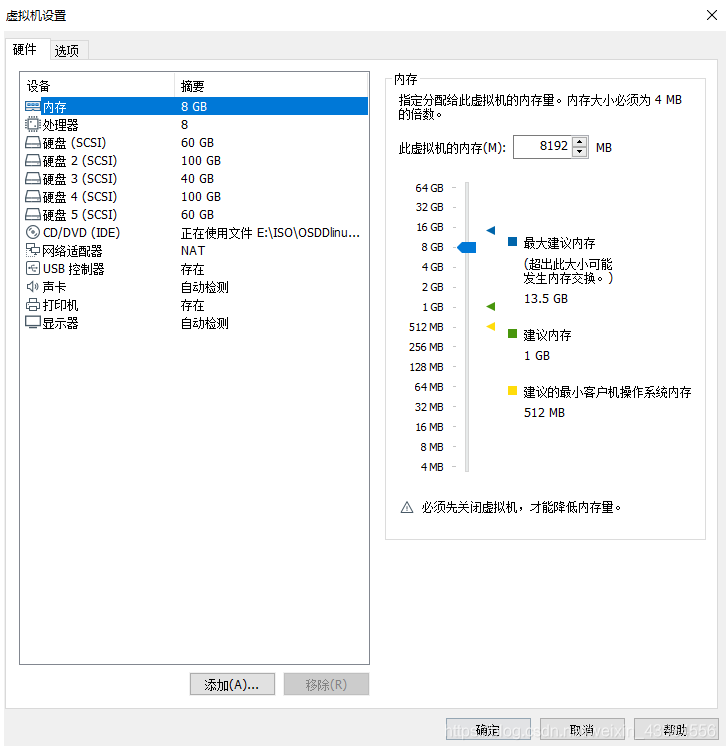 虚拟机设置
硬件 选项
设备 摘要
内存 8 GB
处理器 8
硬盘 (SCSI) 60 GB
硬盘 2 (SCSI) 100 GB
硬盘 3 (SCSI) 40 GB
硬盘 4 (SCSI) 100 GB
硬盘 5 (SCSI) 60 GB
CD/DVD (IDE) 正在使用文件 E:\ISO\OSDDlinu...
网络适配器 NAT
USB 控制器 存在
声卡 自动检测
打印机 存在
显示器 自动检测
添加(A)... 移除(R)
内存
指定分配给此虚拟机的内存量。内存大小必须为 4 MB
的倍数。
此虚拟机的内存(M): 8192 MB
64 GB
32 GB
16 GB
8 GB
4 GB
2 GB
1 GB
512 MB
256 MB
128 MB
64 MB
32 MB
16 MB
8 MB
4 MB
最大建议内存
(超出此大小可能
发生内存交换。)
13.5 GB
建议内存
1 GB
建议的最小客户机操作系统内存
512 MB
必须先关闭虚拟机，才能降低内存量。
确定 取消 帮助